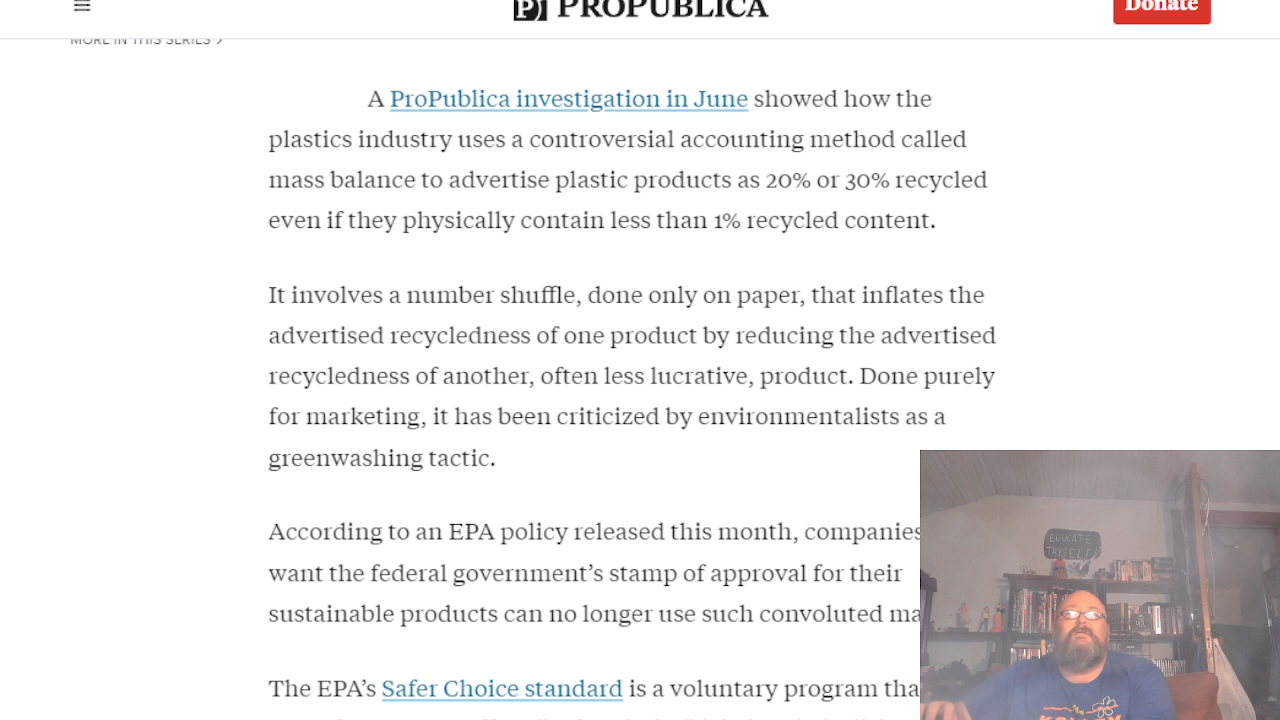 PROPUBLICA
Donate
MORE IN THIS SERIES
A ProPublica investigation in June showed how the
plastics industry uses a controversial accounting method called
mass balance to advertise plastic products as 20% or 30% recycled
even if they physically contain less than 1% recycled content.
It involves a number shuffle, done only on paper, that inflates the
advertised recycledness of one product by reducing the advertised
recycledness of another, often less lucrative, product. Done purely
for marketing, it has been criticized by environmentalists as a
greenwashing tactic.
According to an EPA policy released this month, companies
want the federal government’s stamp of approval for their
sustainable products can no longer use such convoluted
EDUCATE
THYSELF
The EPA’s Safer Choice standard is a voluntary program